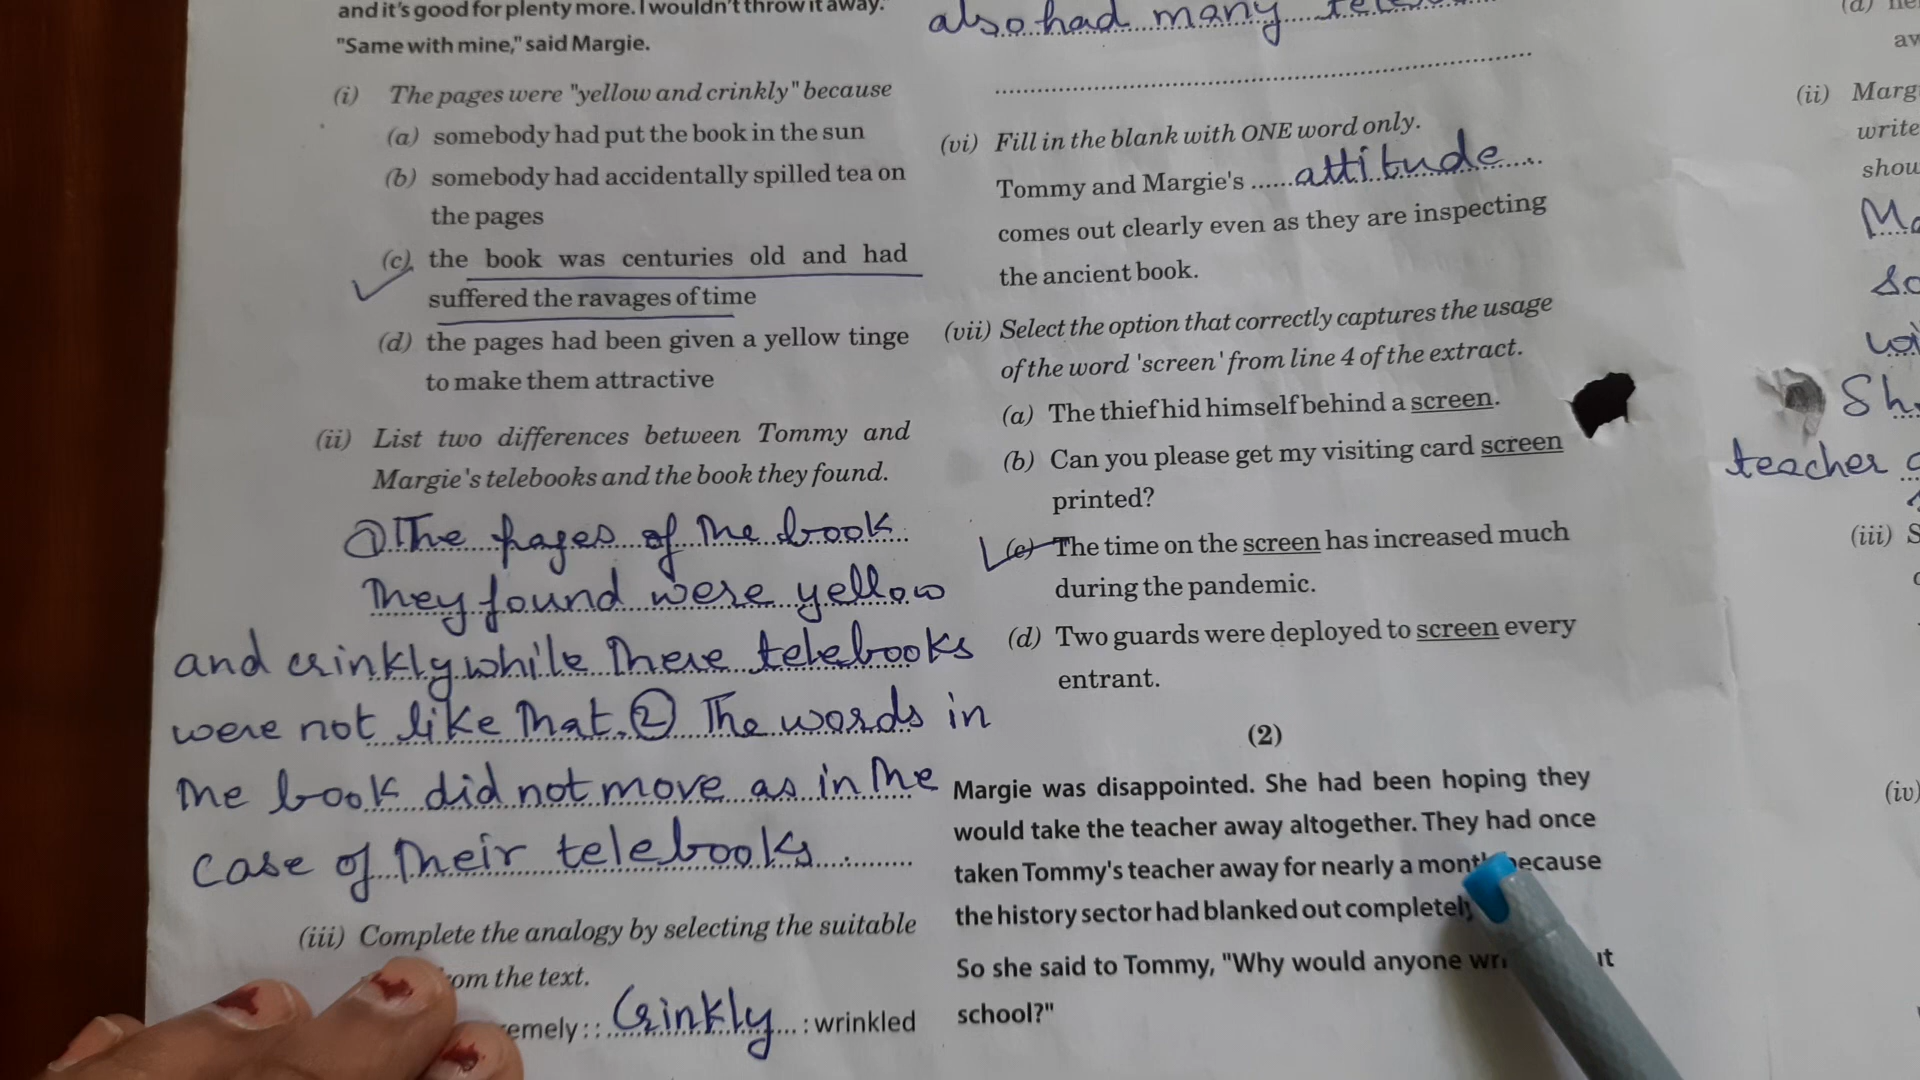 and it's good for plenty more. I wouldn't throw it away."
"Same with mine," said Margie.
(i) The pages were "yellow and crinkly" because
(a) somebody had put the book in the sun
(b) somebody had accidentally spilled tea on
the pages
(c) the book was centuries old and had
suffered the ravages of time
(d) the pages had been given a yellow tinge
to make them attractive
(ii) List two differences between Tommy and
Margie's telebooks and the book they found.
① The pages of the book
they found were yellow
and crinkly while there telebooks
were not like that. ② The words in
the book did not move as in the
case of their telebooks.
(iii) Complete the analogy by selecting the suitable
from the text.
emely : : Crinkly : wrinkled
also had many
(vi) Fill in the blank with ONE word only.
Tommy and Margie's attitude
comes out clearly even as they are inspecting
the ancient book.
(vii) Select the option that correctly captures the usage
of the word 'screen' from line 4 of the extract.
(a) The thief hid himself behind a screen.
(b) Can you please get my visiting card screen
printed?
(c) The time on the screen has increased much
during the pandemic.
(d) Two guards were deployed to screen every
entrant.
(2)
Margie was disappointed. She had been hoping they
would take the teacher away altogether. They had once
taken Tommy's teacher away for nearly a month because
the history sector had blanked out completely
So she said to Tommy, "Why would anyone
school?"
(ii) Marg
write
show
teacher
(iii) S
(iv)